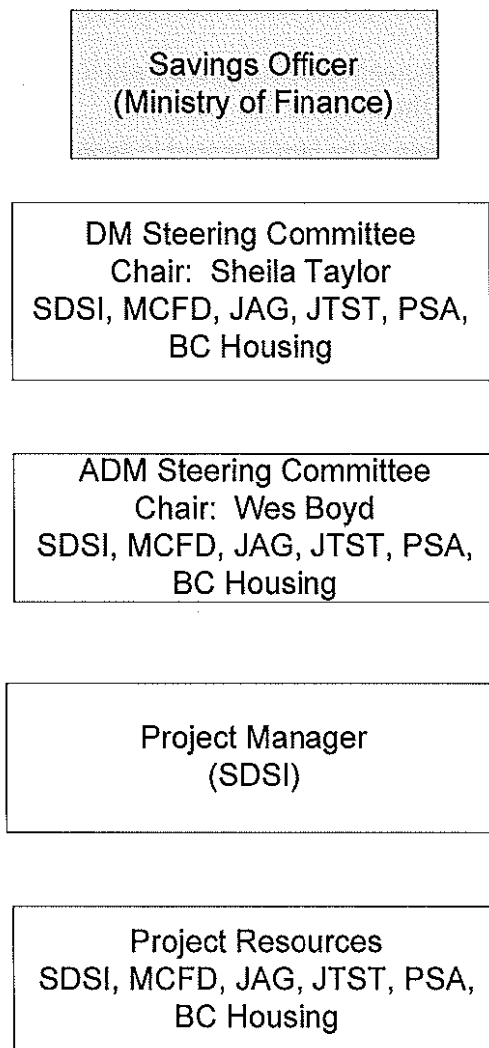 Savings Officer
(Ministry of Finance)
DM Steering Committee
Chair: Sheila Taylor
SDSI, MCFD, JAG, JTST, PSA,
BC Housing
ADM Steering Committee
Chair: Wes Boyd
SDSI, MCFD, JAG, JTST, PSA,
BC Housing
Project Manager
(SDSI)
Project Resources
SDSI, MCFD, JAG, JTST, PSA,
BC Housing